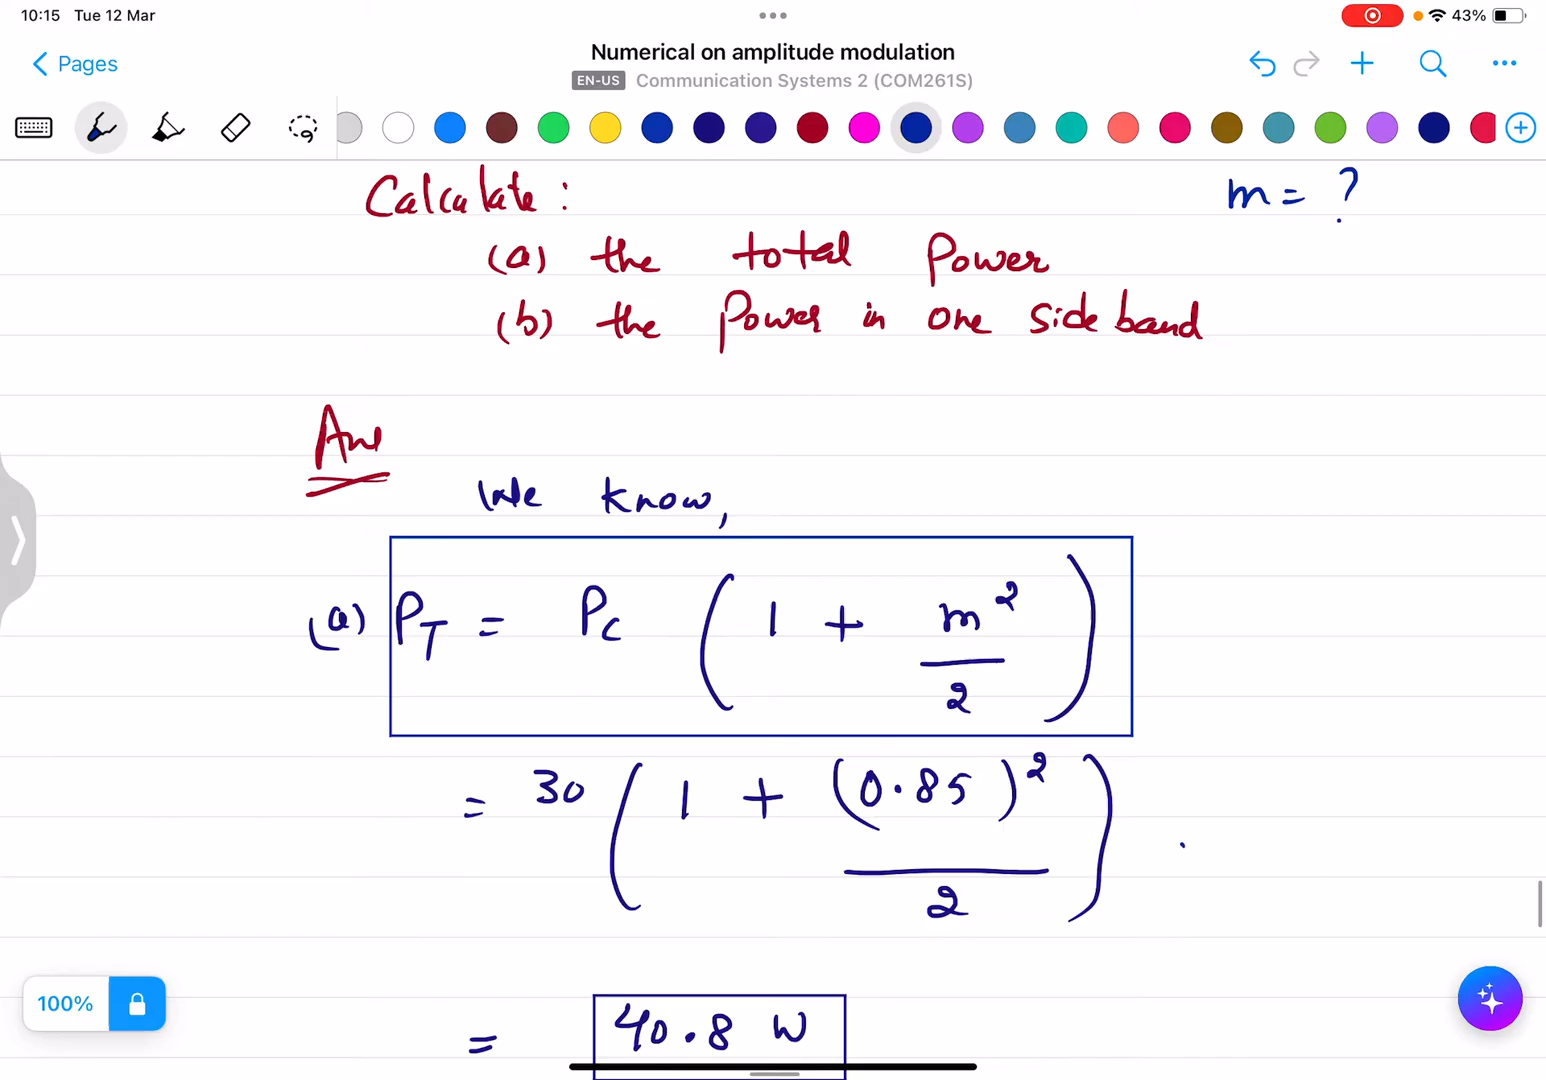 10:15 Tue 12 Mar
43%
Pages
Numerical on amplitude modulation
EN-US Communication Systems 2 (COM261S)
Calculate :
m = ?
(a) the total Power
(b) the Power in one side band
Ans
We know,
(a) P_T = P_C ( 1 + m² / 2 )
= 30 ( 1 + (0.85)² / 2 )
= 40.8 W
100%